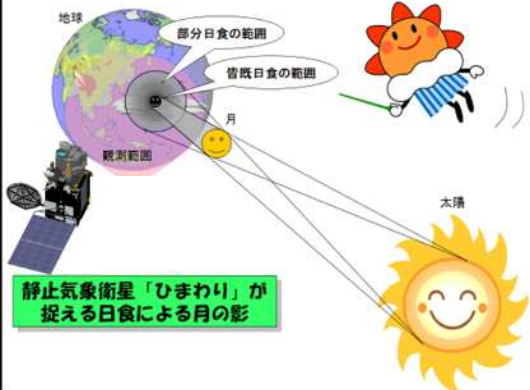 地球
部分日食の範囲
皆既日食の範囲
月
観測範囲
太陽
静止気象衛星「ひまわり」が
捉える日食による月の影